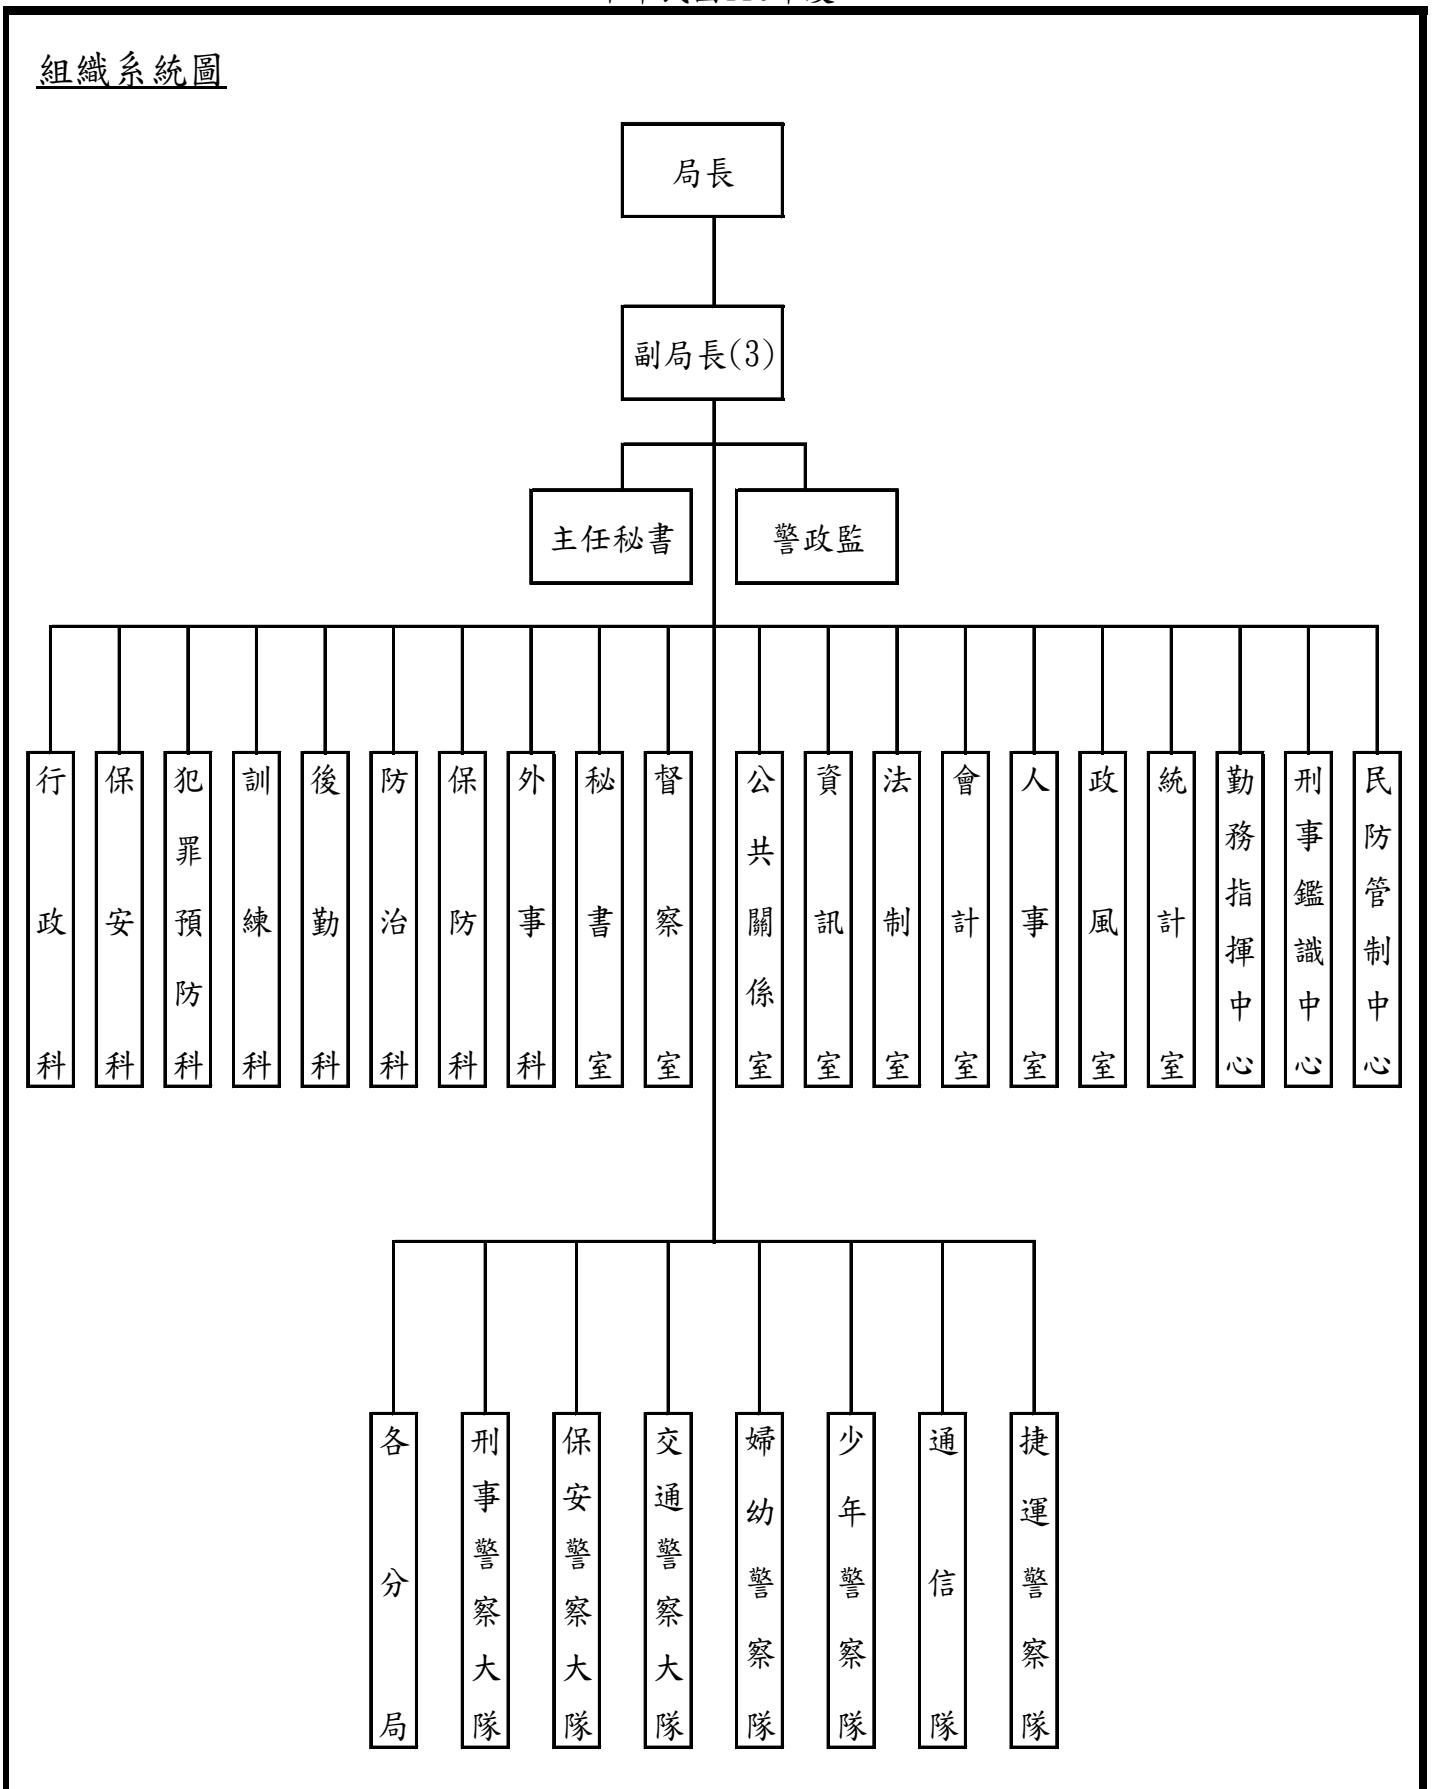 組織系統圖
局長
副局長(3)
主任秘書
警政監
行政科
保安科
犯罪預防科
訓練科
後勤科
防治科
保防科
外事科
秘書室
督察室
公共關係室
資訊室
法制室
會計室
人事室
政風室
統計室
勤務指揮中心
刑事鑑識中心
民防管制中心
各分局
刑事警察大隊
保安警察大隊
交通警察大隊
婦幼警察隊
少年警察隊
通信隊
捷運警察隊